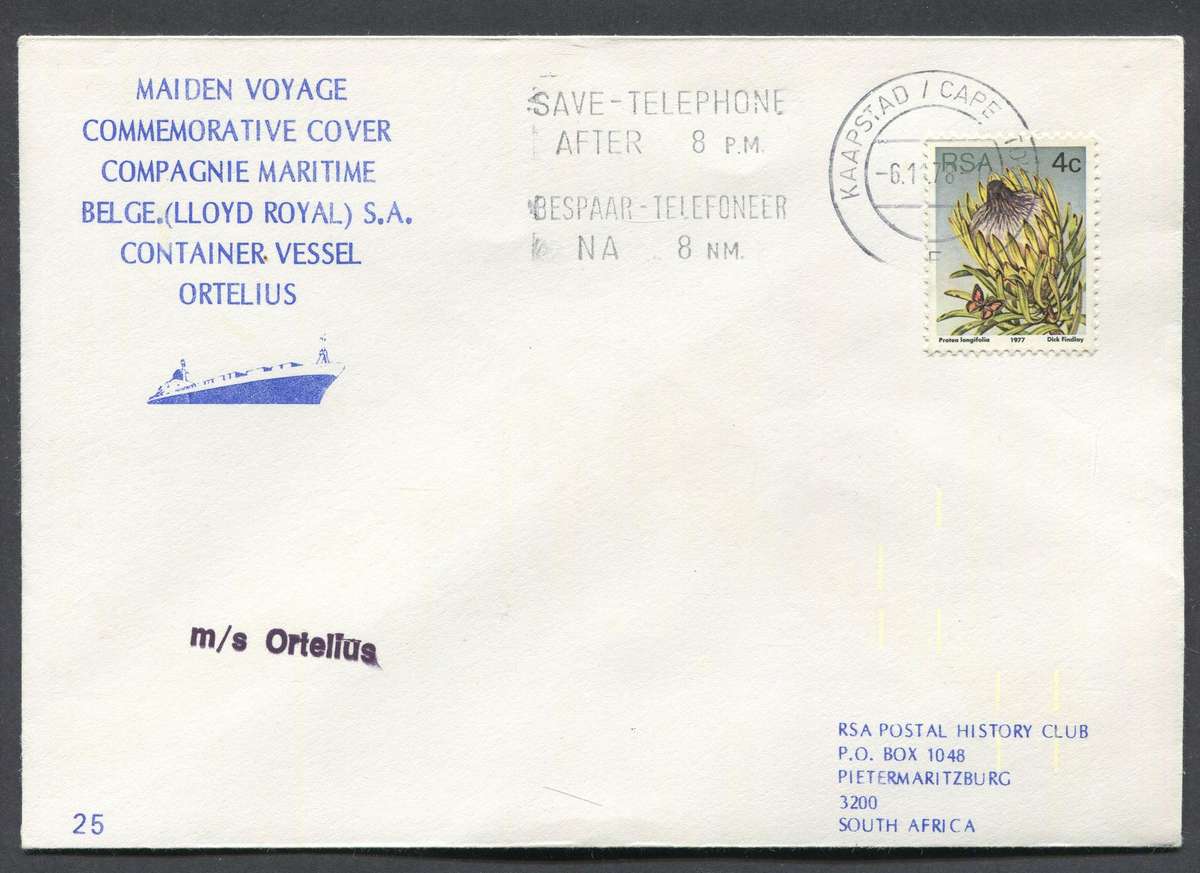 MAIDEN VOYAGE
COMMEMORATIVE COVER
COMPAGNIE MARITIME
BELGE.(LLOYD ROYAL) S.A.
CONTAINER VESSEL
ORTELIUS
SAVE-TELEPHONE
AFTER 8 P.M.
BESPAAR-TELEFONEER
NA 8 NM.
KAAPSTAD / CAPE
RSA 4c
Protea longifolia 1977 Dick Findlay
m/s Ortelius
RSA POSTAL HISTORY CLUB
P.O. BOX 1048
PIETERMARITZBURG
3200
SOUTH AFRICA
25